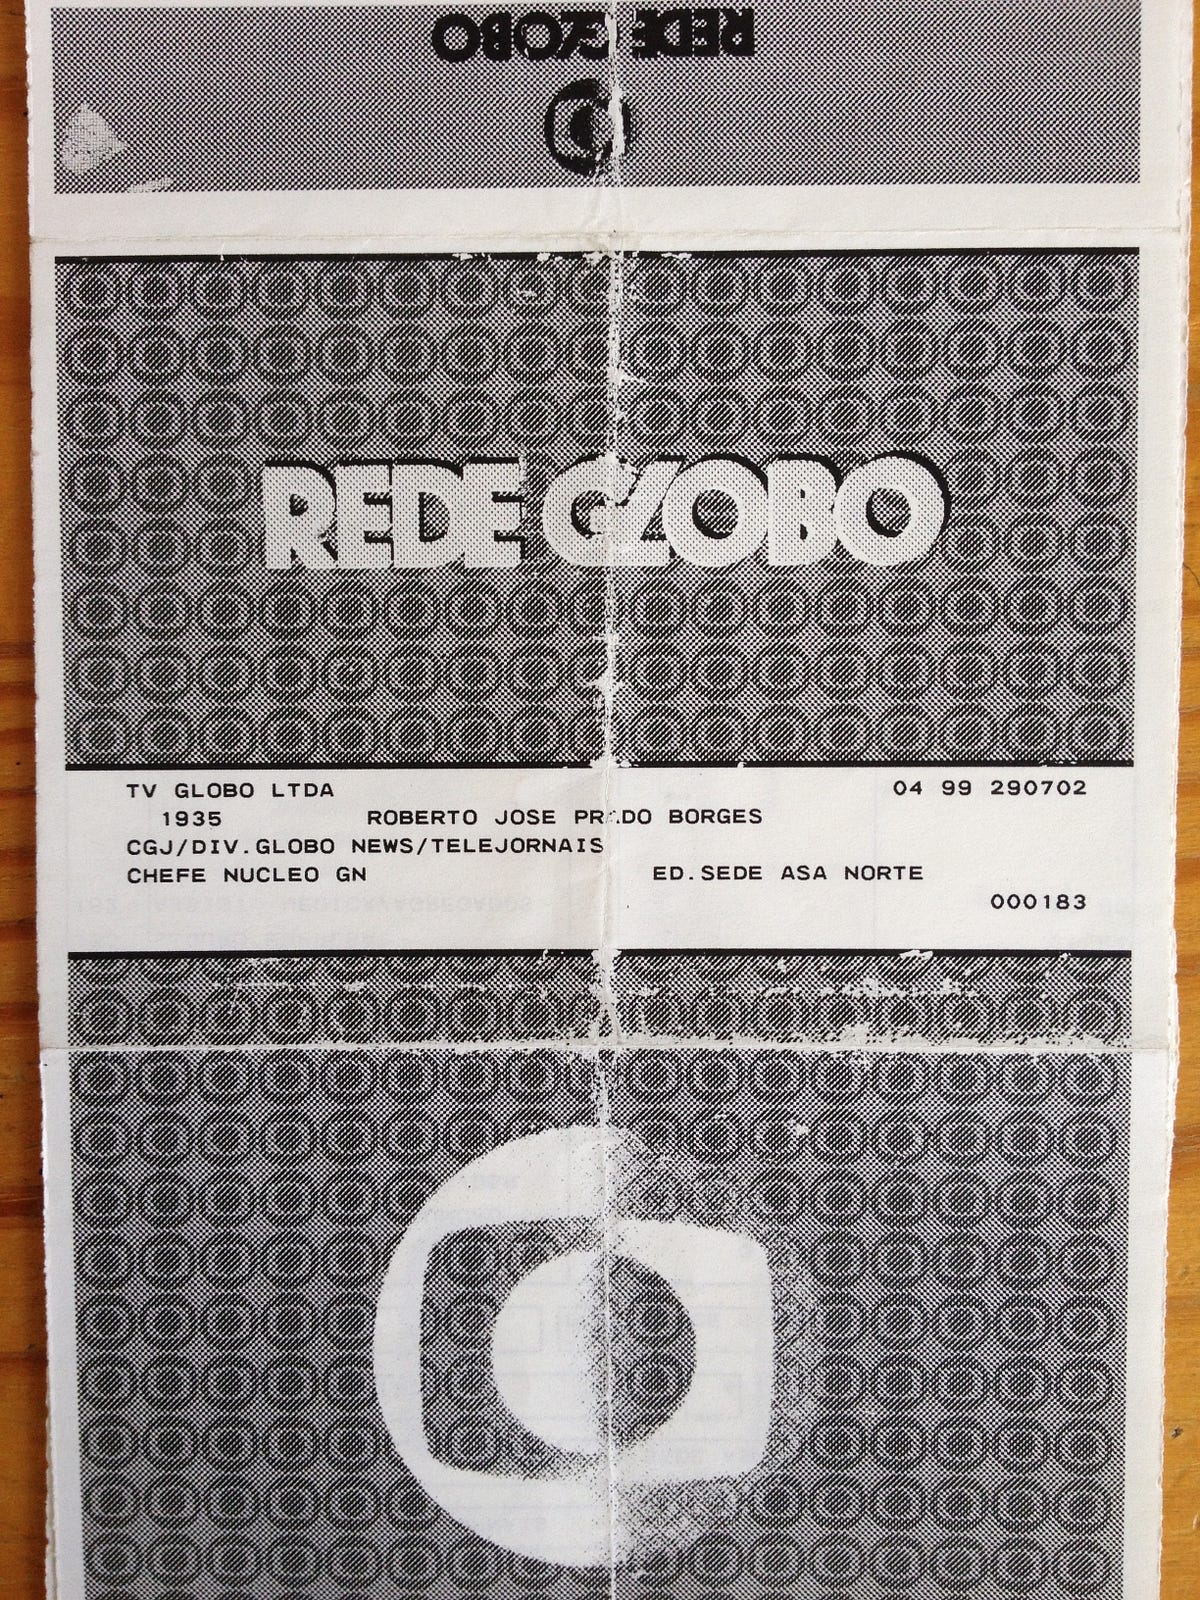 REDE GLOBO
REDE GLOBO
TV GLOBO LTDA 04 99 290702
1935 ROBERTO JOSE PRADO BORGES
CGJ/DIV.GLOBO NEWS/TELEJORNAIS
CHEFE NUCLEO GN ED.SEDE ASA NORTE
000183